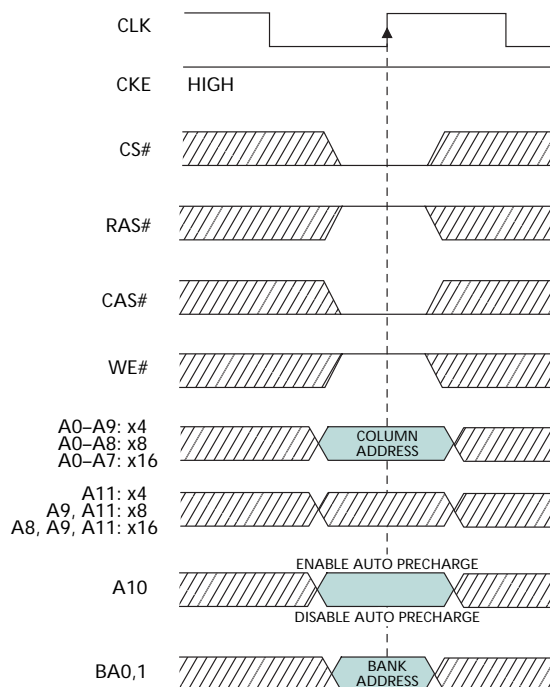 CLK
CKE HIGH
CS#
RAS#
CAS#
WE#
A0–A9: x4
A0–A8: x8
A0–A7: x16
COLUMN
ADDRESS
A11: x4
A9, A11: x8
A8, A9, A11: x16
ENABLE AUTO PRECHARGE
A10
DISABLE AUTO PRECHARGE
BA0,1
BANK
ADDRESS